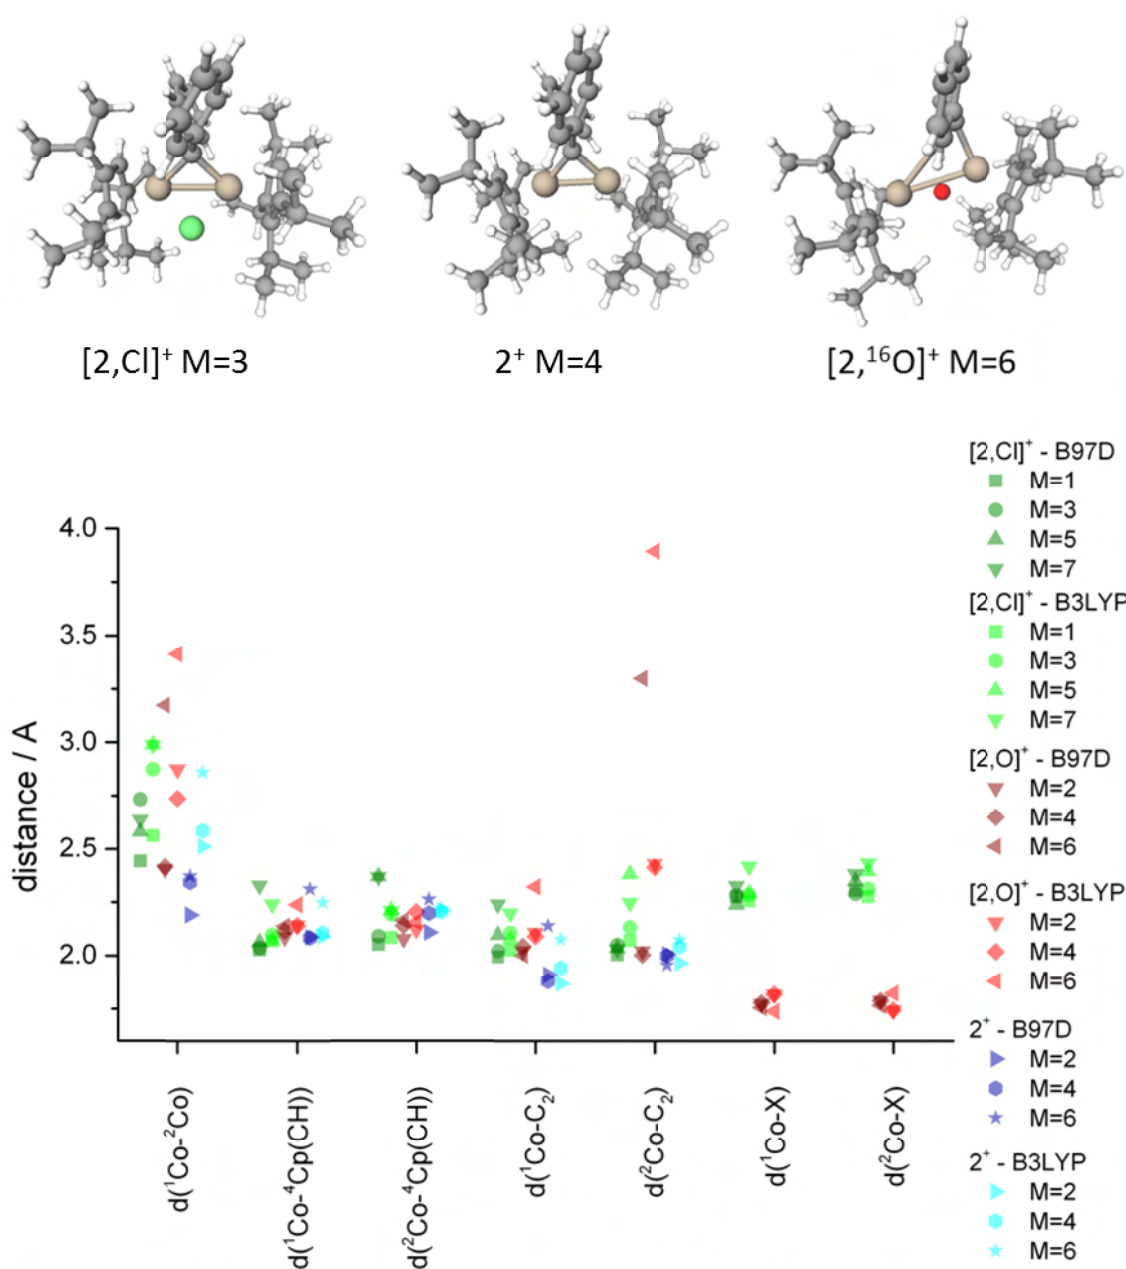 [2,Cl]⁺ M=3
2⁺ M=4
[2,¹⁶O]⁺ M=6
[2,Cl]⁺ - B97D
M=1
M=3
M=5
M=7
[2,Cl]⁺ - B3LYP
M=1
M=3
M=5
M=7
[2,O]⁺ - B97D
M=2
M=4
M=6
[2,O]⁺ - B3LYP
M=2
M=4
M=6
2⁺ - B97D
M=2
M=4
M=6
2⁺ - B3LYP
M=2
M=4
M=6
distance / A
4.0
3.5
3.0
2.5
2.0
d(¹Co-²Co)
d(¹Co-⁴Cp(CH))
d(²Co-⁴Cp(CH))
d(¹Co-C₂)
d(²Co-C₂)
d(¹Co-X)
d(²Co-X)